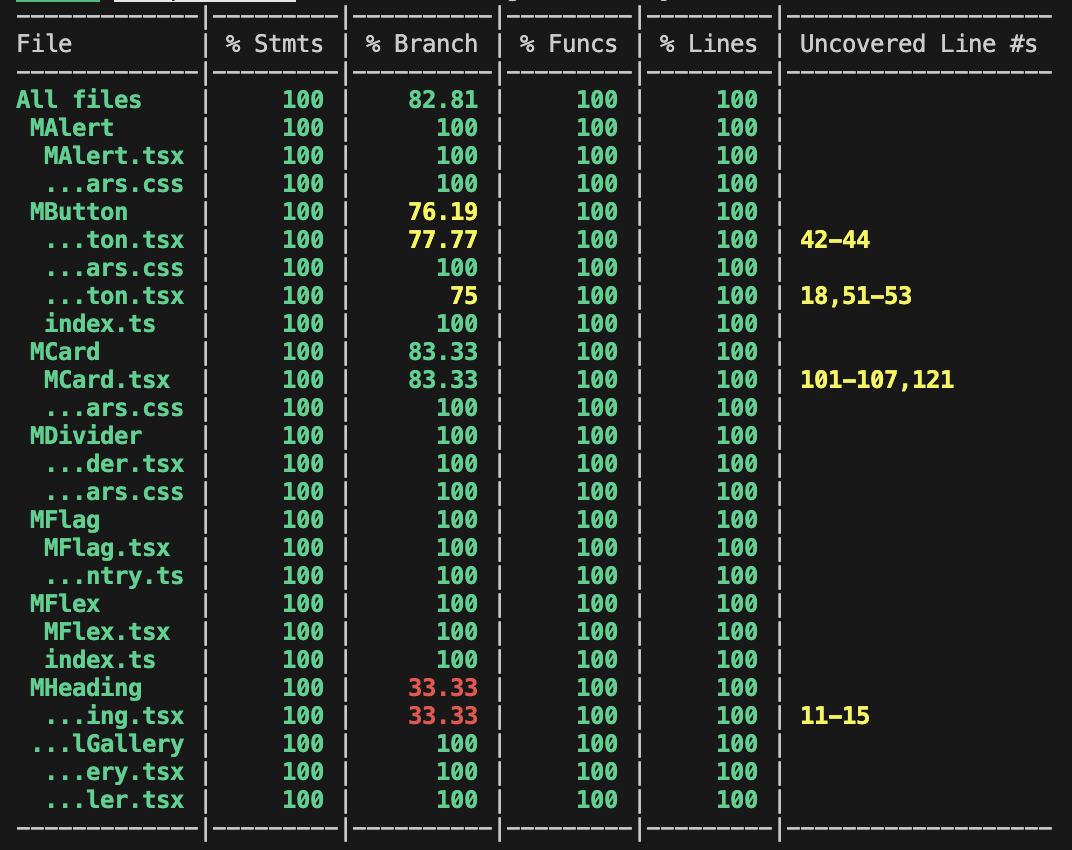 File | % Stmts | % Branch | % Funcs | % Lines | Uncovered Line #s
All files | 100 | 82.81 | 100 | 100 |
MAlert | 100 | 100 | 100 | 100 |
MAlert.tsx | 100 | 100 | 100 | 100 |
...ars.css | 100 | 100 | 100 | 100 |
MButton | 100 | 76.19 | 100 | 100 |
...ton.tsx | 100 | 77.77 | 100 | 100 | 42-44
...ars.css | 100 | 100 | 100 | 100 |
...ton.tsx | 100 | 75 | 100 | 100 | 18,51-53
index.ts | 100 | 100 | 100 | 100 |
MCard | 100 | 83.33 | 100 | 100 |
MCard.tsx | 100 | 83.33 | 100 | 100 | 101-107,121
...ars.css | 100 | 100 | 100 | 100 |
MDivider | 100 | 100 | 100 | 100 |
...der.tsx | 100 | 100 | 100 | 100 |
...ars.css | 100 | 100 | 100 | 100 |
MFlag | 100 | 100 | 100 | 100 |
MFlag.tsx | 100 | 100 | 100 | 100 |
...ntry.ts | 100 | 100 | 100 | 100 |
MFlex | 100 | 100 | 100 | 100 |
MFlex.tsx | 100 | 100 | 100 | 100 |
index.ts | 100 | 100 | 100 | 100 |
MHeading | 100 | 33.33 | 100 | 100 |
...ing.tsx | 100 | 33.33 | 100 | 100 | 11-15
...lGallery | 100 | 100 | 100 | 100 |
...ery.tsx | 100 | 100 | 100 | 100 |
...ler.tsx | 100 | 100 | 100 | 100 |